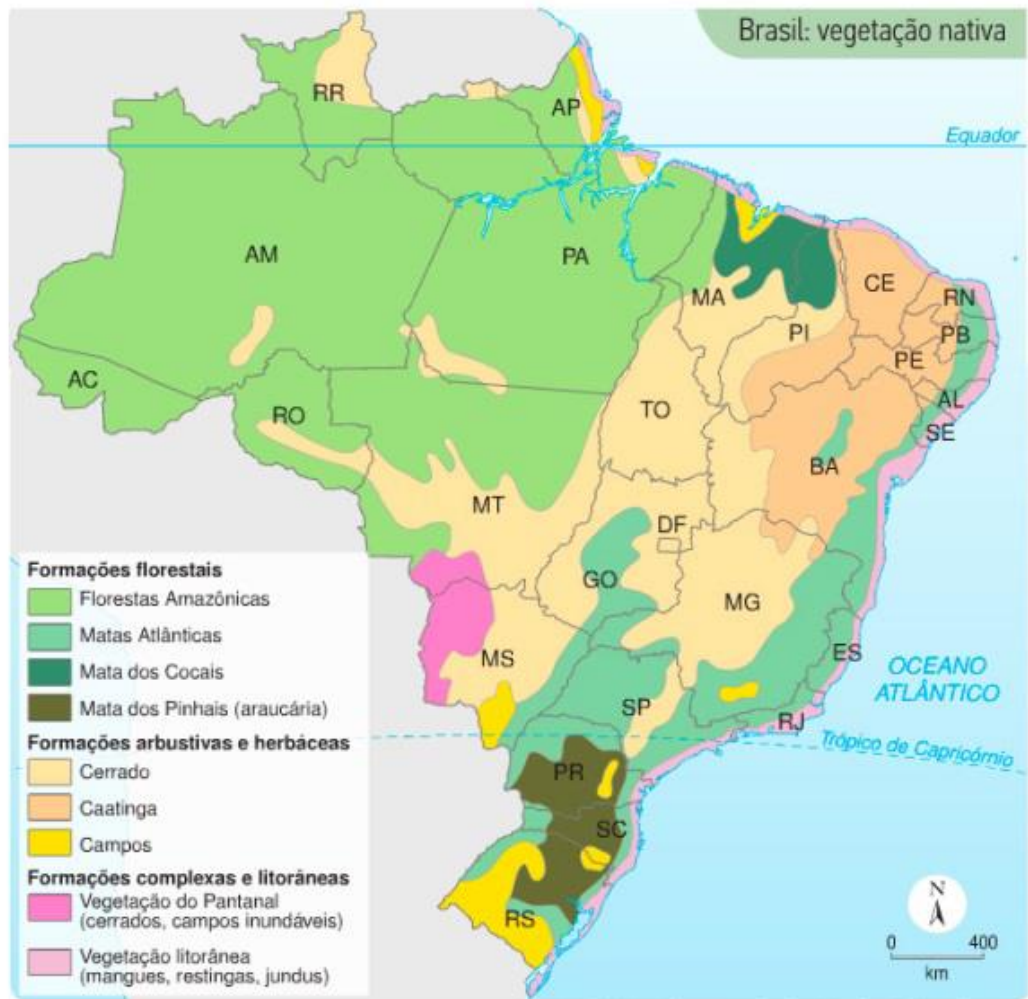 Brasil: vegetação nativa
RR
AP
Equador
AM
PA
MA
CE
RN
PB
PI
PE
AC
AL
RO
TO
SE
BA
MT
DF
GO
MG
MS
ES
OCEANO
ATLÂNTICO
SP
RJ
Trópico de Capricórnio
PR
SC
RS
Formações florestais
Florestas Amazônicas
Matas Atlânticas
Mata dos Cocais
Mata dos Pinhais (araucária)
Formações arbustivas e herbáceas
Cerrado
Caatinga
Campos
Formações complexas e litorâneas
Vegetação do Pantanal
(cerrados, campos inundáveis)
Vegetação litorânea
(mangues, restingas, jundus)
N
0 400
km